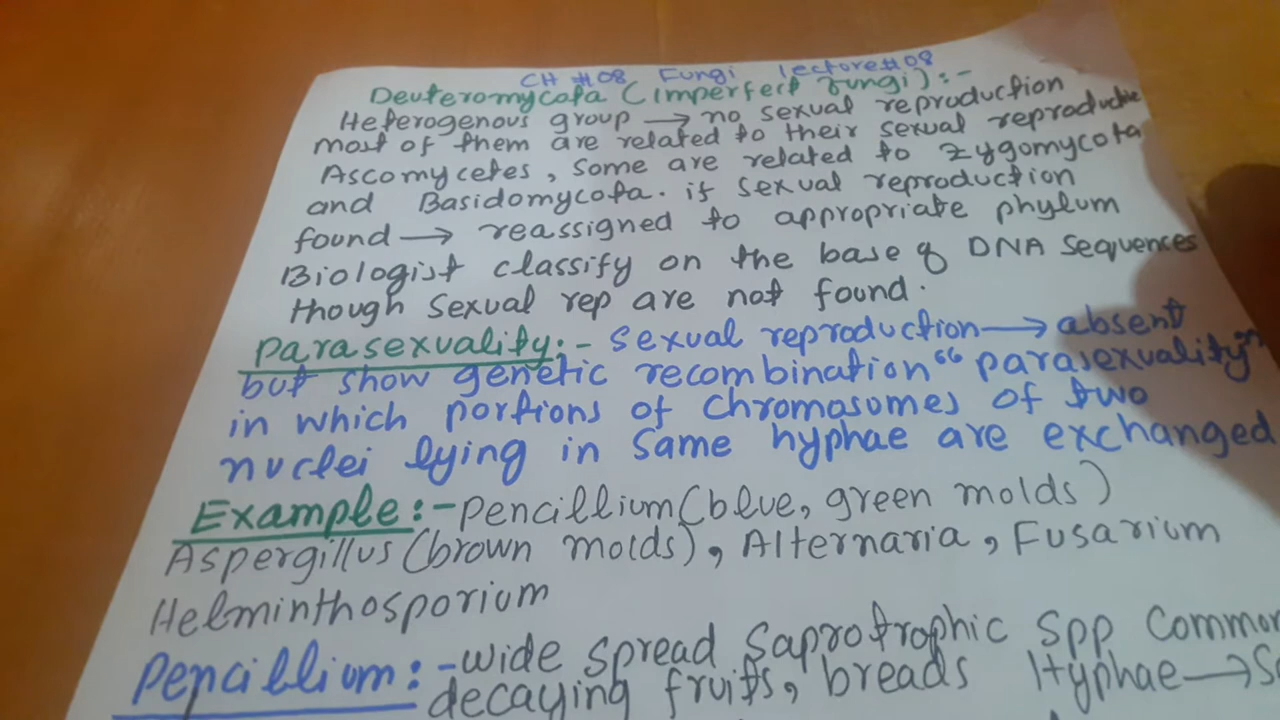 CH #08 Fungi lecture#08
Deuteromycota (imperfect fungi):-
Heterogenous group → no sexual reproduction
most of them are related to their sexual reproductive
Ascomycetes, some are related to zygomycota
and Basidomycota. if sexual reproduction
found → reassigned to appropriate phylum
Biologist classify on the base of DNA sequences
though sexual rep are not found.
Parasexuality:- Sexual reproduction → absent
but show genetic recombination "parasexuality"
in which portions of chromosomes of two
nuclei lying in same hyphae are exchanged
Example:- Pencillium (blue, green molds)
Aspergillus (brown molds), Alternaria, Fusarium
Helminthosporium
Pencillium:- wide spread Saprotrophic Spp Common
decaying fruits, breads Hyphae →